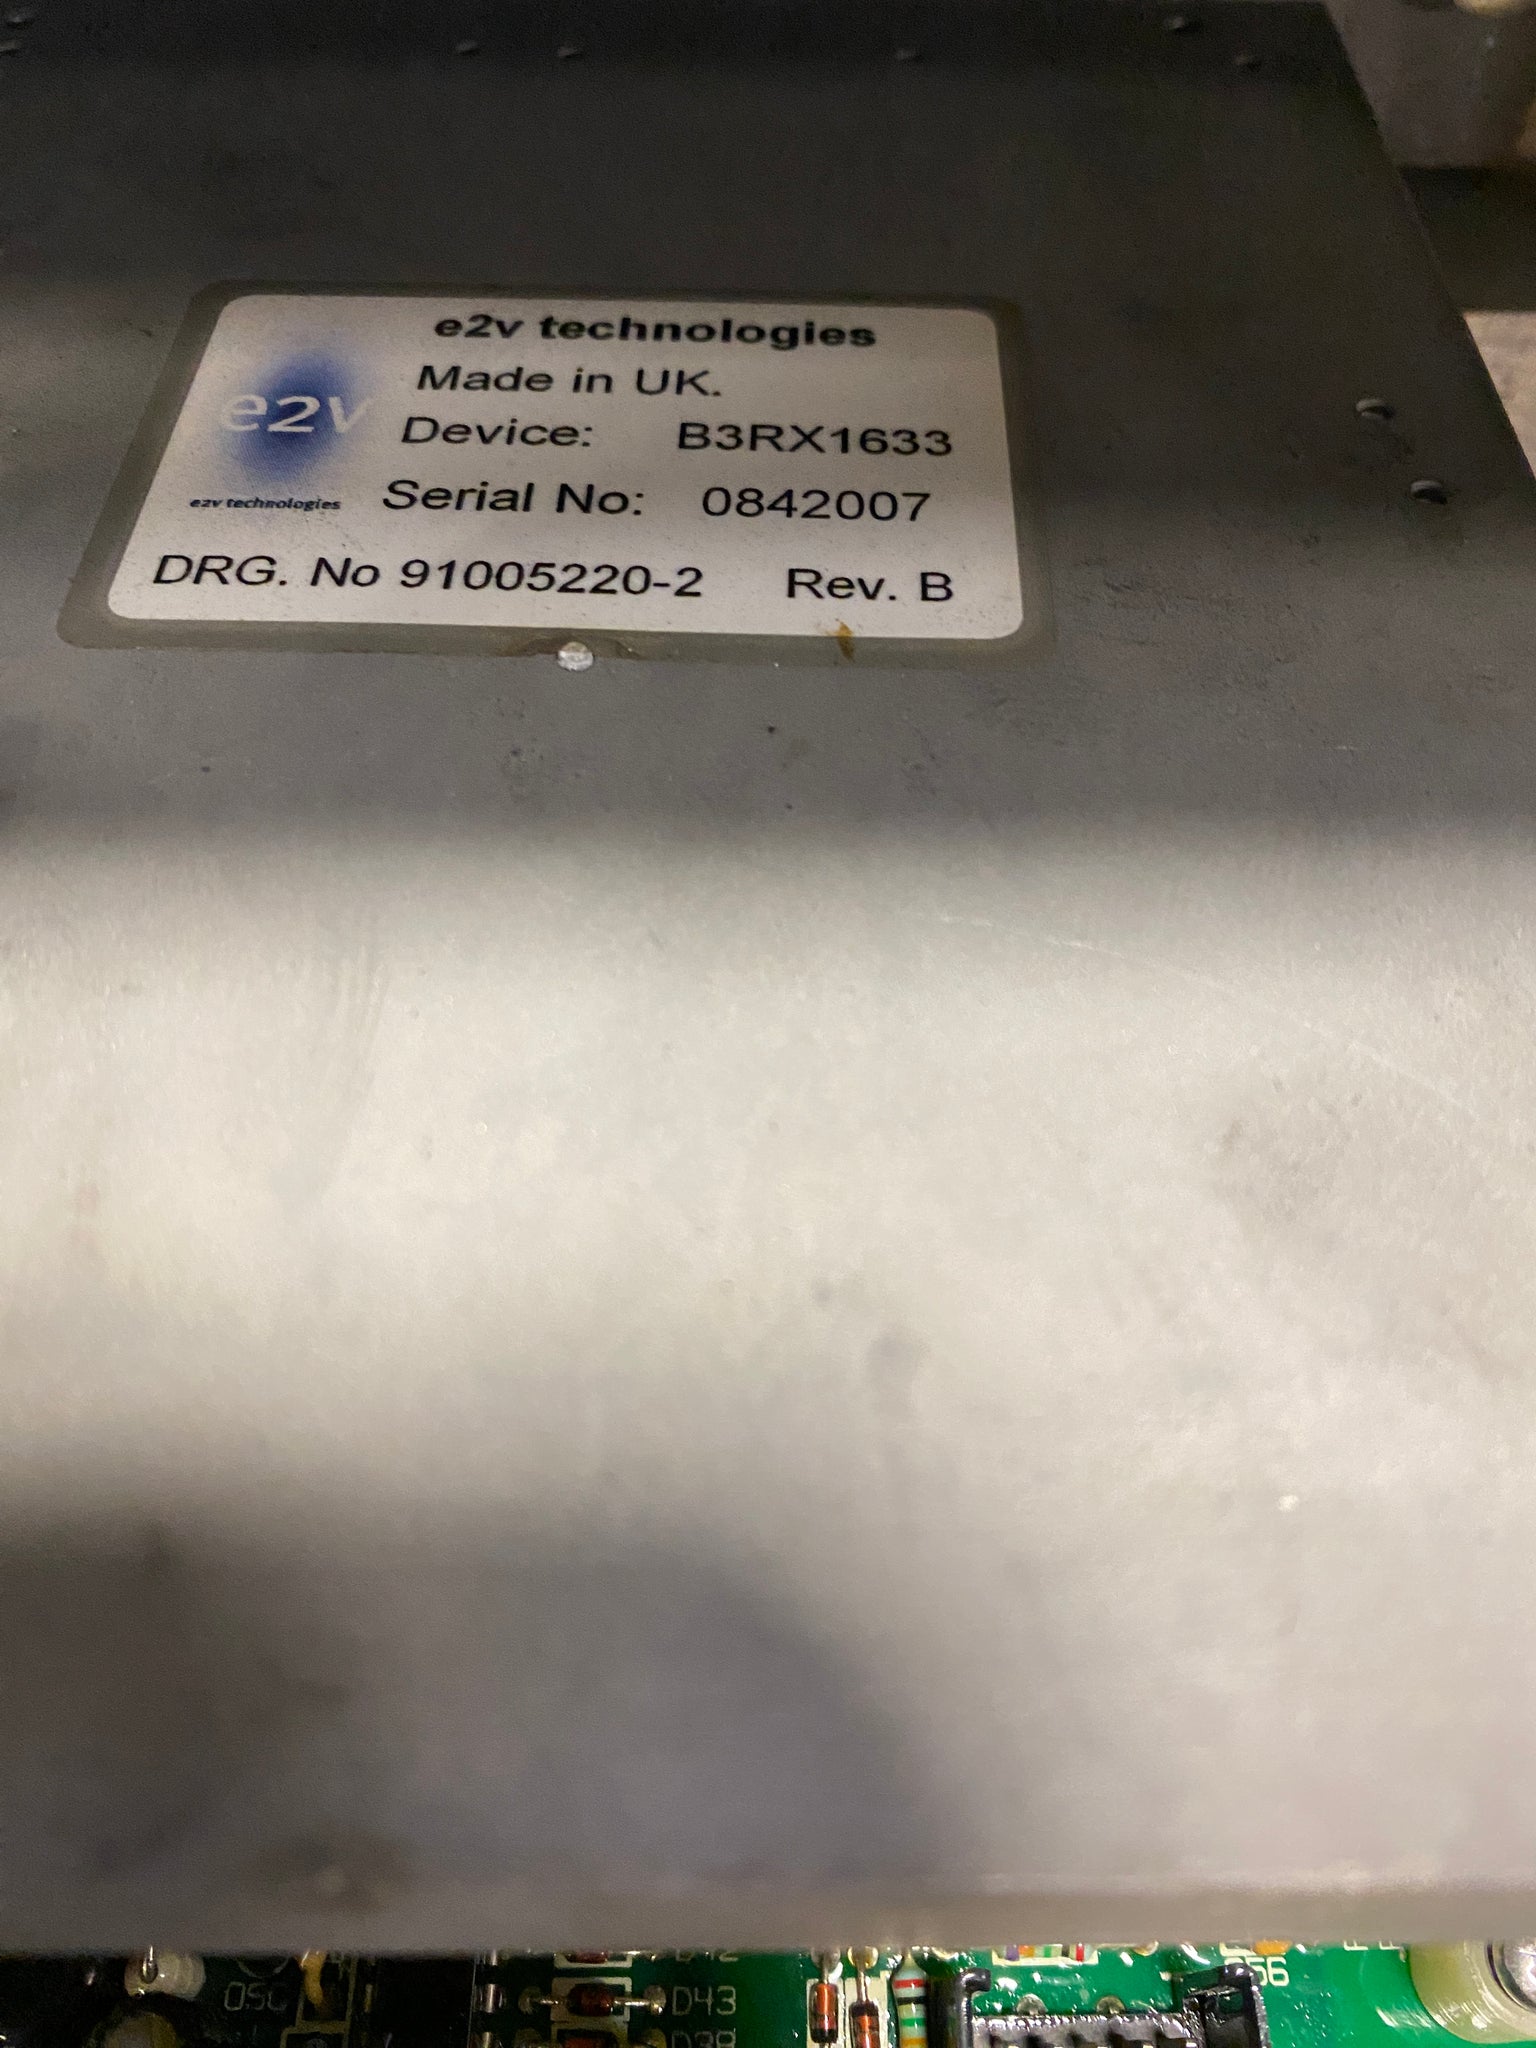 e2v technologies
Made in UK.
e2v
Device: B3RX1633
e2v technologies
Serial No: 0842007
DRG. No 91005220-2 Rev. B
D43